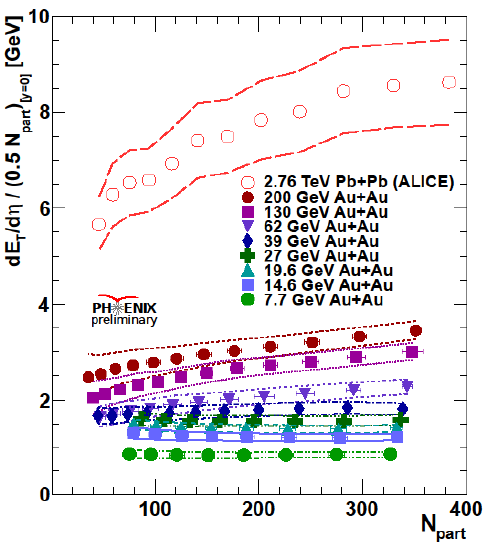 10
8
6
4
2
0
dE_T/dη / (0.5 N_part)_[y=0] [GeV]
2.76 TeV Pb+Pb (ALICE)
200 GeV Au+Au
130 GeV Au+Au
62 GeV Au+Au
39 GeV Au+Au
27 GeV Au+Au
19.6 GeV Au+Au
14.6 GeV Au+Au
7.7 GeV Au+Au
PHENIX
preliminary
100 200 300 400
N_part